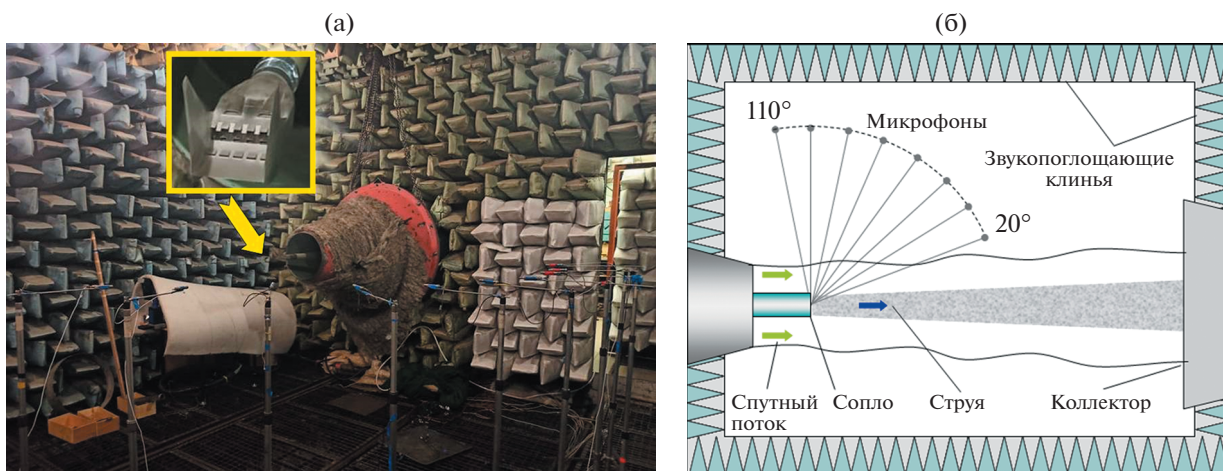 (а)
(б)
110°
Микрофоны
Звукопоглощающие
клинья
20°
Спутный
поток
Сопло
Струя
Коллектор